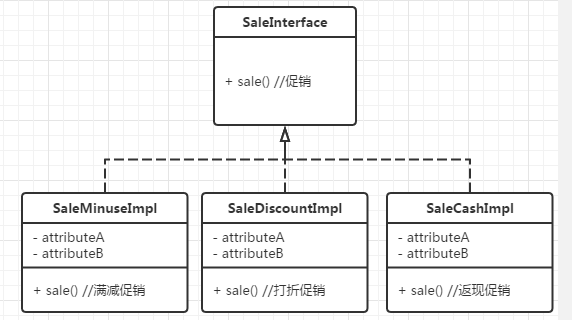 SaleInterface
+ sale() //促销
SaleMinuseImpl
- attributeA
- attributeB
+ sale() //满减促销
SaleDiscountImpl
- attributeA
- attributeB
+ sale() //打折促销
SaleCashImpl
- attributeA
- attributeB
+ sale() //返现促销